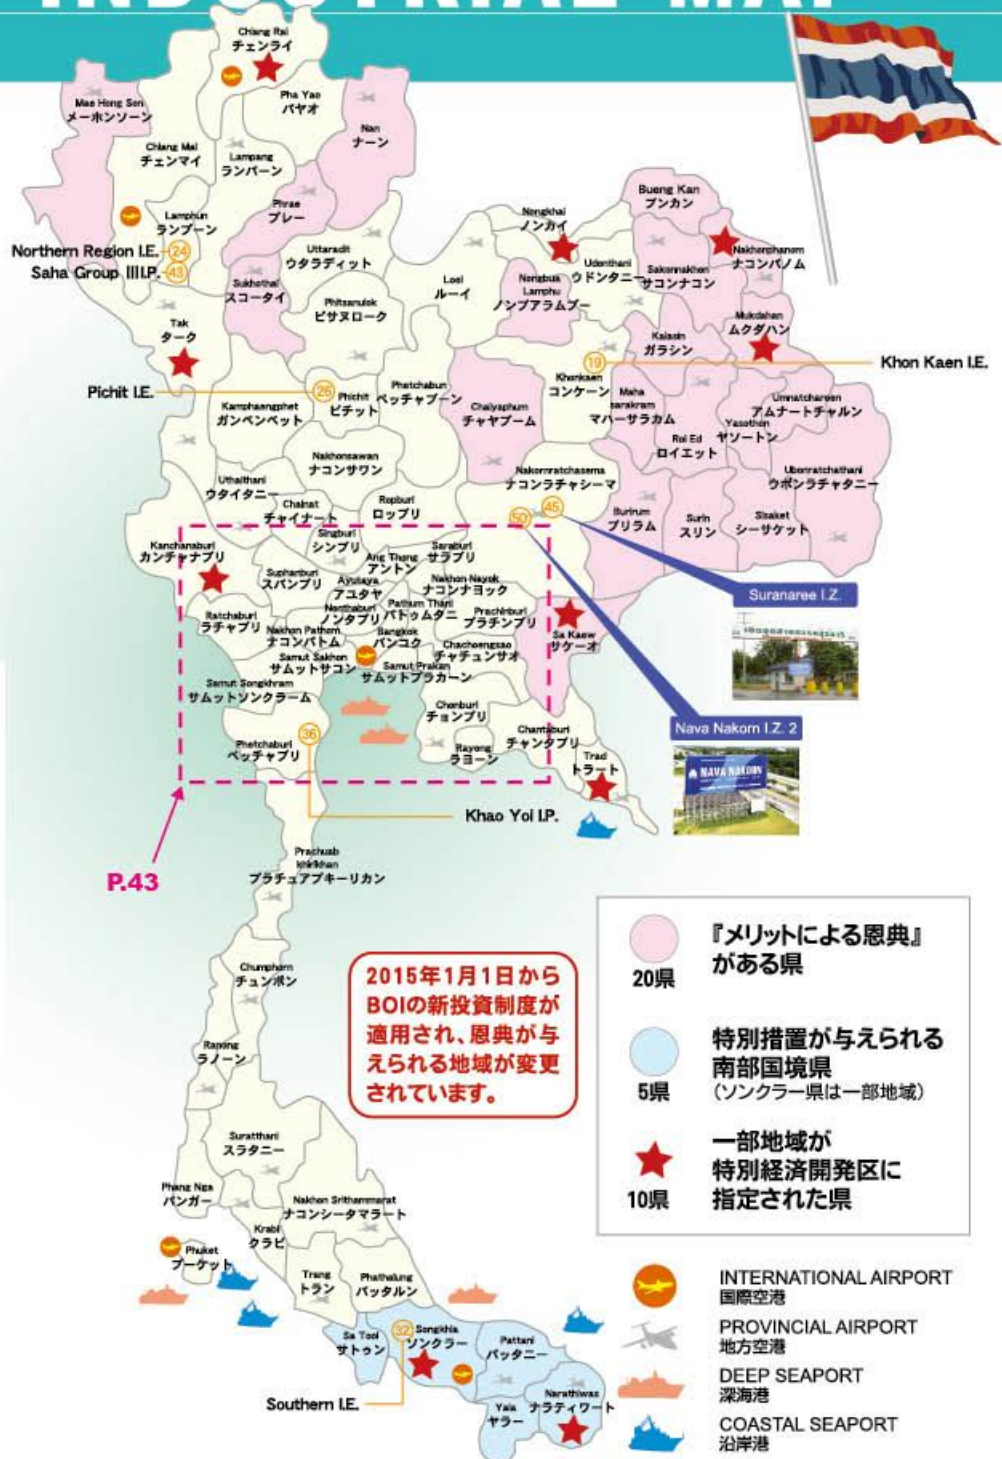 INDUSTRIAL MAP
Chiang Rai
チェンライ
Mae Hong Son
メーホンソーン
Pha Yao
パヤオ
Nan
ナーン
Chiang Mai
チェンマイ
Lampang
ランパーン
Phrae
プレー
Lamphun
ランプーン
Northern Region I.E.
24
Saha Group III I.P.
43
Uttaradit
ウタラディット
Sukhothai
スコータイ
Phitsanulok
ピサヌローク
Tak
ターク
Loei
ルーイ
Nongkhai
ノンカイ
Bueng Kan
ブンカン
Udonthani
ウドンタニー
Nongbua
Lamphu
ノンブアラムプー
Sakonnakhon
サコンナコン
Nakhonphanom
ナコンパノム
Mukdahan
ムクダハン
Kalasin
ガラシン
19
Khon Kaen I.E.
Khonkaen
コンケーン
Pichit I.E.
26
Phichit
ピチット
Phetchabun
ペッチャブーン
Kamphaengphet
ガンペンペット
Chaiyaphum
チャヤプーム
Maha
sarakram
マハーサラカム
Roi Ed
ロイエット
Yasothon
ヤソートン
Umnatchareon
アムナートチャルン
Ubonratchathani
ウボンラチャタニー
Nakhonsawan
ナコンサワン
Uthaithani
ウタイタニー
Chainat
チャイナート
Ropburi
ロッブリ
Nakornratchasema
ナコンラチャシーマ
50
45
Burirum
ブリラム
Surin
スリン
Sisaket
シーサケット
Kanchanaburi
カンチャナブリ
Singburi
シンブリ
Ang Thong
アントン
Saraburi
サラブリ
Suphanburi
スパンブリ
Ayutaya
アユタヤ
Nakhon Nayok
ナコンナヨック
Ratchaburi
ラチャブリ
Nonthaburi
ノンタブリ
Pathum Thani
パトゥムタニ
Prachinburi
プラチンブリ
Nakhon Pathom
ナコンパトム
Bangkok
バンコク
Chachoengsao
チャチュンサオ
Sa Kaew
サケーオ
Samut Sakhon
サムットサコン
Samut Prakan
サムットプラカーン
Samut Songkhram
サムットソンクラーム
Chonburi
チョンブリ
Chantaburi
チャンタブリ
Phetchaburi
ペッチャブリ
36
Rayong
ラヨーン
Trad
トラート
Suranaree I.Z.
Nava Nakorn I.Z. 2
NAVA NAKORN
Khao Yoi I.P.
P.43
Prachuab
khirikhan
プラチュアブキーリカン
Chumphorn
チュンポン
Ranong
ラノーン
Suratthani
スラタニー
Phang Nga
パンガー
Nakhon Srithammarat
ナコンシータマラート
Krabi
クラビ
Phuket
プーケット
Trang
トラン
Phathalung
パッタルン
Sa Tool
サトゥン
32
Songkhla
ソンクラー
Pattani
パッタニー
Southern I.E.
Yala
ヤラー
Narathiwas
ナラティワート
2015年1月1日から
BOIの新投資制度が
適用され、恩典が与
えられる地域が変更
されています。
『メリットによる恩典』
がある県
20県
特別措置が与えられる
南部国境県
(ソンクラー県は一部地域)
5県
一部地域が
特別経済開発区に
指定された県
10県
INTERNATIONAL AIRPORT
国際空港
PROVINCIAL AIRPORT
地方空港
DEEP SEAPORT
深海港
COASTAL SEAPORT
沿岸港